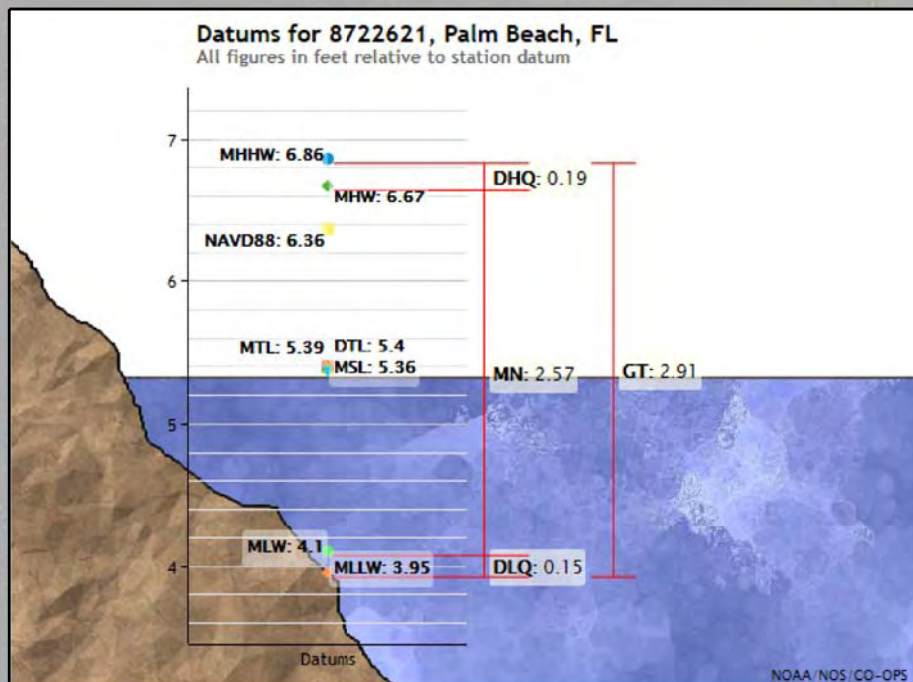 Datums for 8722621, Palm Beach, FL
All figures in feet relative to station datum
7
MHHW: 6.86
DHQ: 0.19
MHW: 6.67
NAVD88: 6.36
6
MTL: 5.39
DTL: 5.4
MSL: 5.36
MN: 2.57
GT: 2.91
5
MLW: 4.1
4
MLLW: 3.95
DLQ: 0.15
Datums
NOAA/NOS/CO-OPS